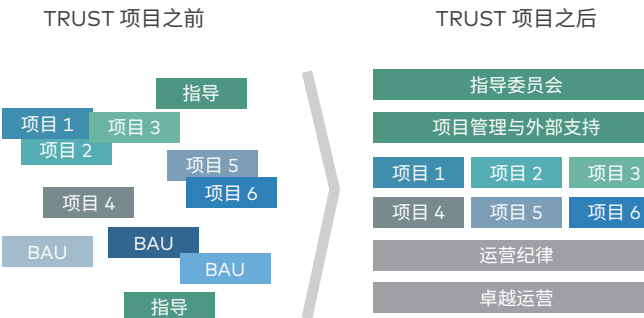 TRUST 项目之前
指导
项目 1
项目 3
项目 2
项目 5
项目 6
项目 4
BAU
BAU
BAU
指导
TRUST 项目之后
指导委员会
项目管理与外部支持
项目 1
项目 2
项目 3
项目 4
项目 5
项目 6
运营纪律
卓越运营